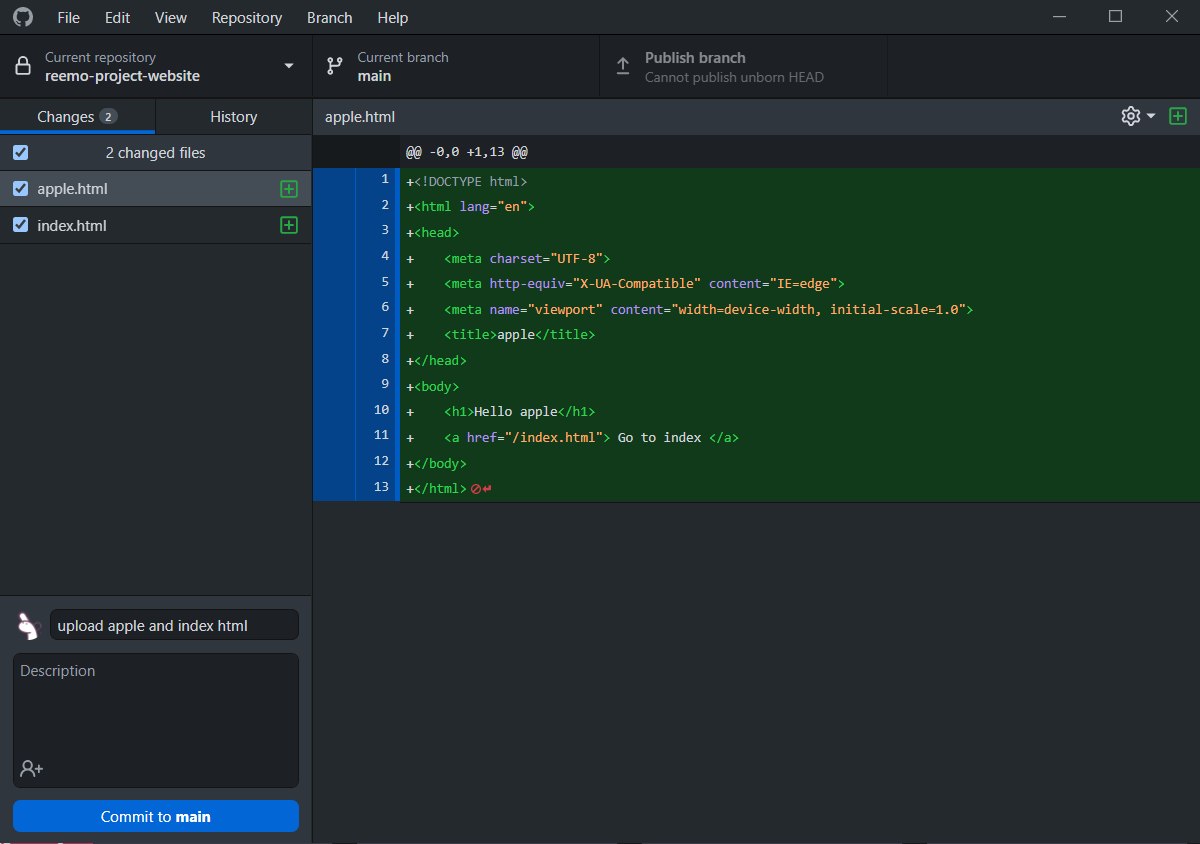 File Edit View Repository Branch Help
Current repository
reemo-project-website
Current branch
main
Publish branch
Cannot publish unborn HEAD
Changes 2
History
apple.html
2 changed files
apple.html
index.html
@@ -0,0 +1,13 @@
1 +<!DOCTYPE html>
2 +<html lang="en">
3 +<head>
4 +    <meta charset="UTF-8">
5 +    <meta http-equiv="X-UA-Compatible" content="IE=edge">
6 +    <meta name="viewport" content="width=device-width, initial-scale=1.0">
7 +    <title>apple</title>
8 +</head>
9 +<body>
10 +    <h1>Hello apple</h1>
11 +    <a href="/index.html"> Go to index </a>
12 +</body>
13 +</html>
upload apple and index html
Description
Commit to main